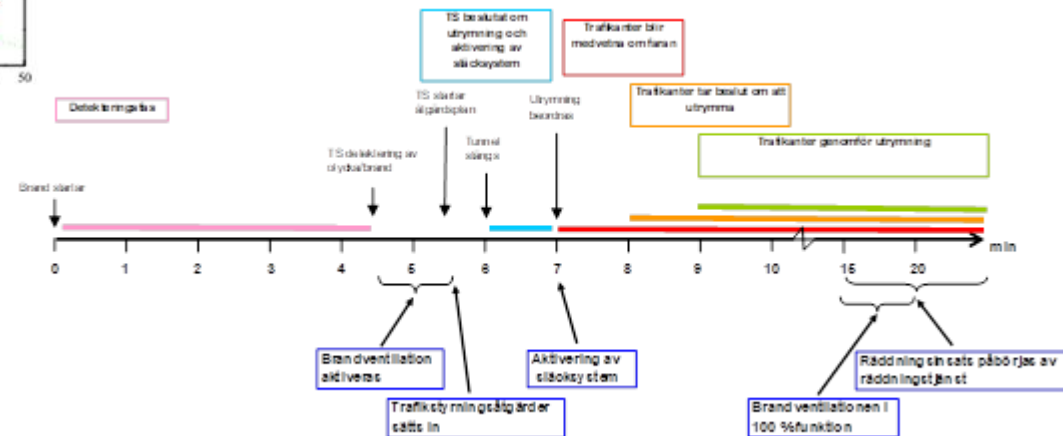 50
TS beslutat om
utrymning och
aktivering av
släcksystem
Trafikanter blir
medvetna om faran
Detekteringsfas
TS startar
åtgärdsplan
Utrymning
beordras
Trafikanter tar beslut om att
utrymma
Trafikanter genomför utrymning
TS detektering av
olycka/brand
Tunnel
stängs
Brand startar
min
0 1 2 3 4 5 6 7 8 9 10 15 20
Brandventilation
aktiveras
Aktivering av
släcksystem
Räddningsinsats påbörjas av
räddningstjänst
Trafikstyrningsåtgärder
sätts in
Brandventilationen i
100 %funktion